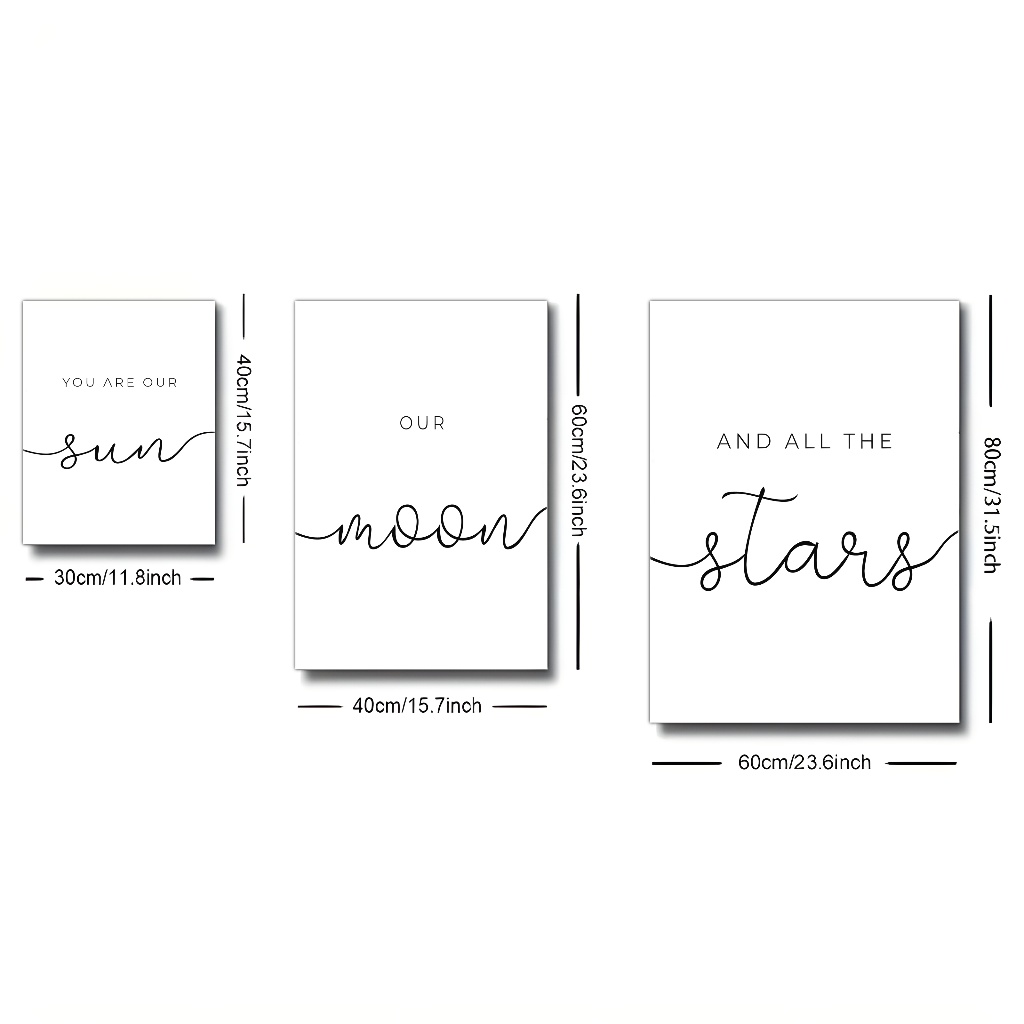 YOU ARE OUR
sun
40cm/15.7inch
30cm/11.8inch
OUR
moon
60cm/23.6inch
40cm/15.7inch
AND ALL THE
stars
80cm/31.5inch
60cm/23.6inch